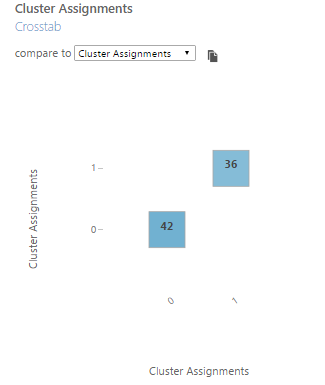 Cluster Assignments
Crosstab
compare to Cluster Assignments
1
36
Cluster Assignments
0
42
0 1
Cluster Assignments